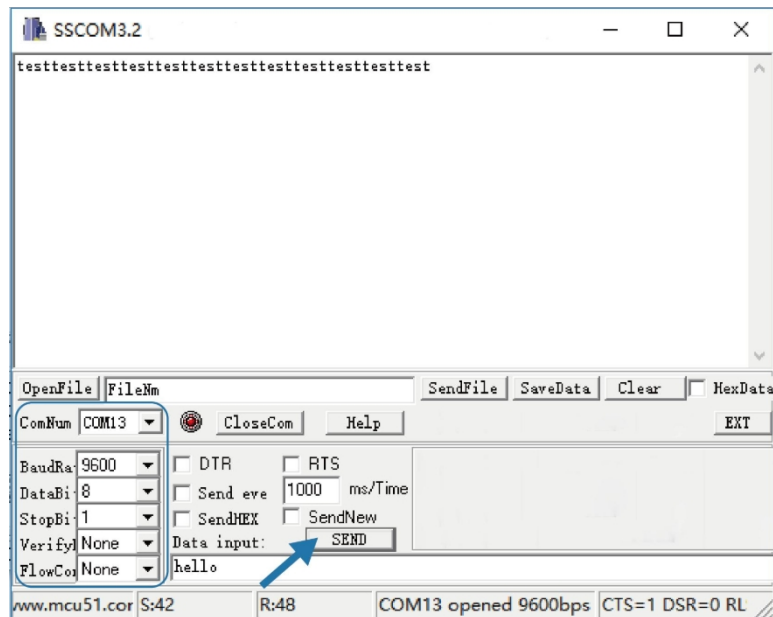 SSCOM3.2
testtesttesttesttesttesttesttesttesttesttesttest
OpenFile FileNm SendFile SaveData Clear HexData
ComNum COM13 CloseCom Help EXT
BaudRa 9600 DTR RTS
DataBi 8 Send eve 1000 ms/Time
StopBi 1 SendHEX SendNew
Verify None Data input: SEND
FlowCo None hello
www.mcu51.cor S:42 R:48 COM13 opened 9600bps CTS=1 DSR=0 RL